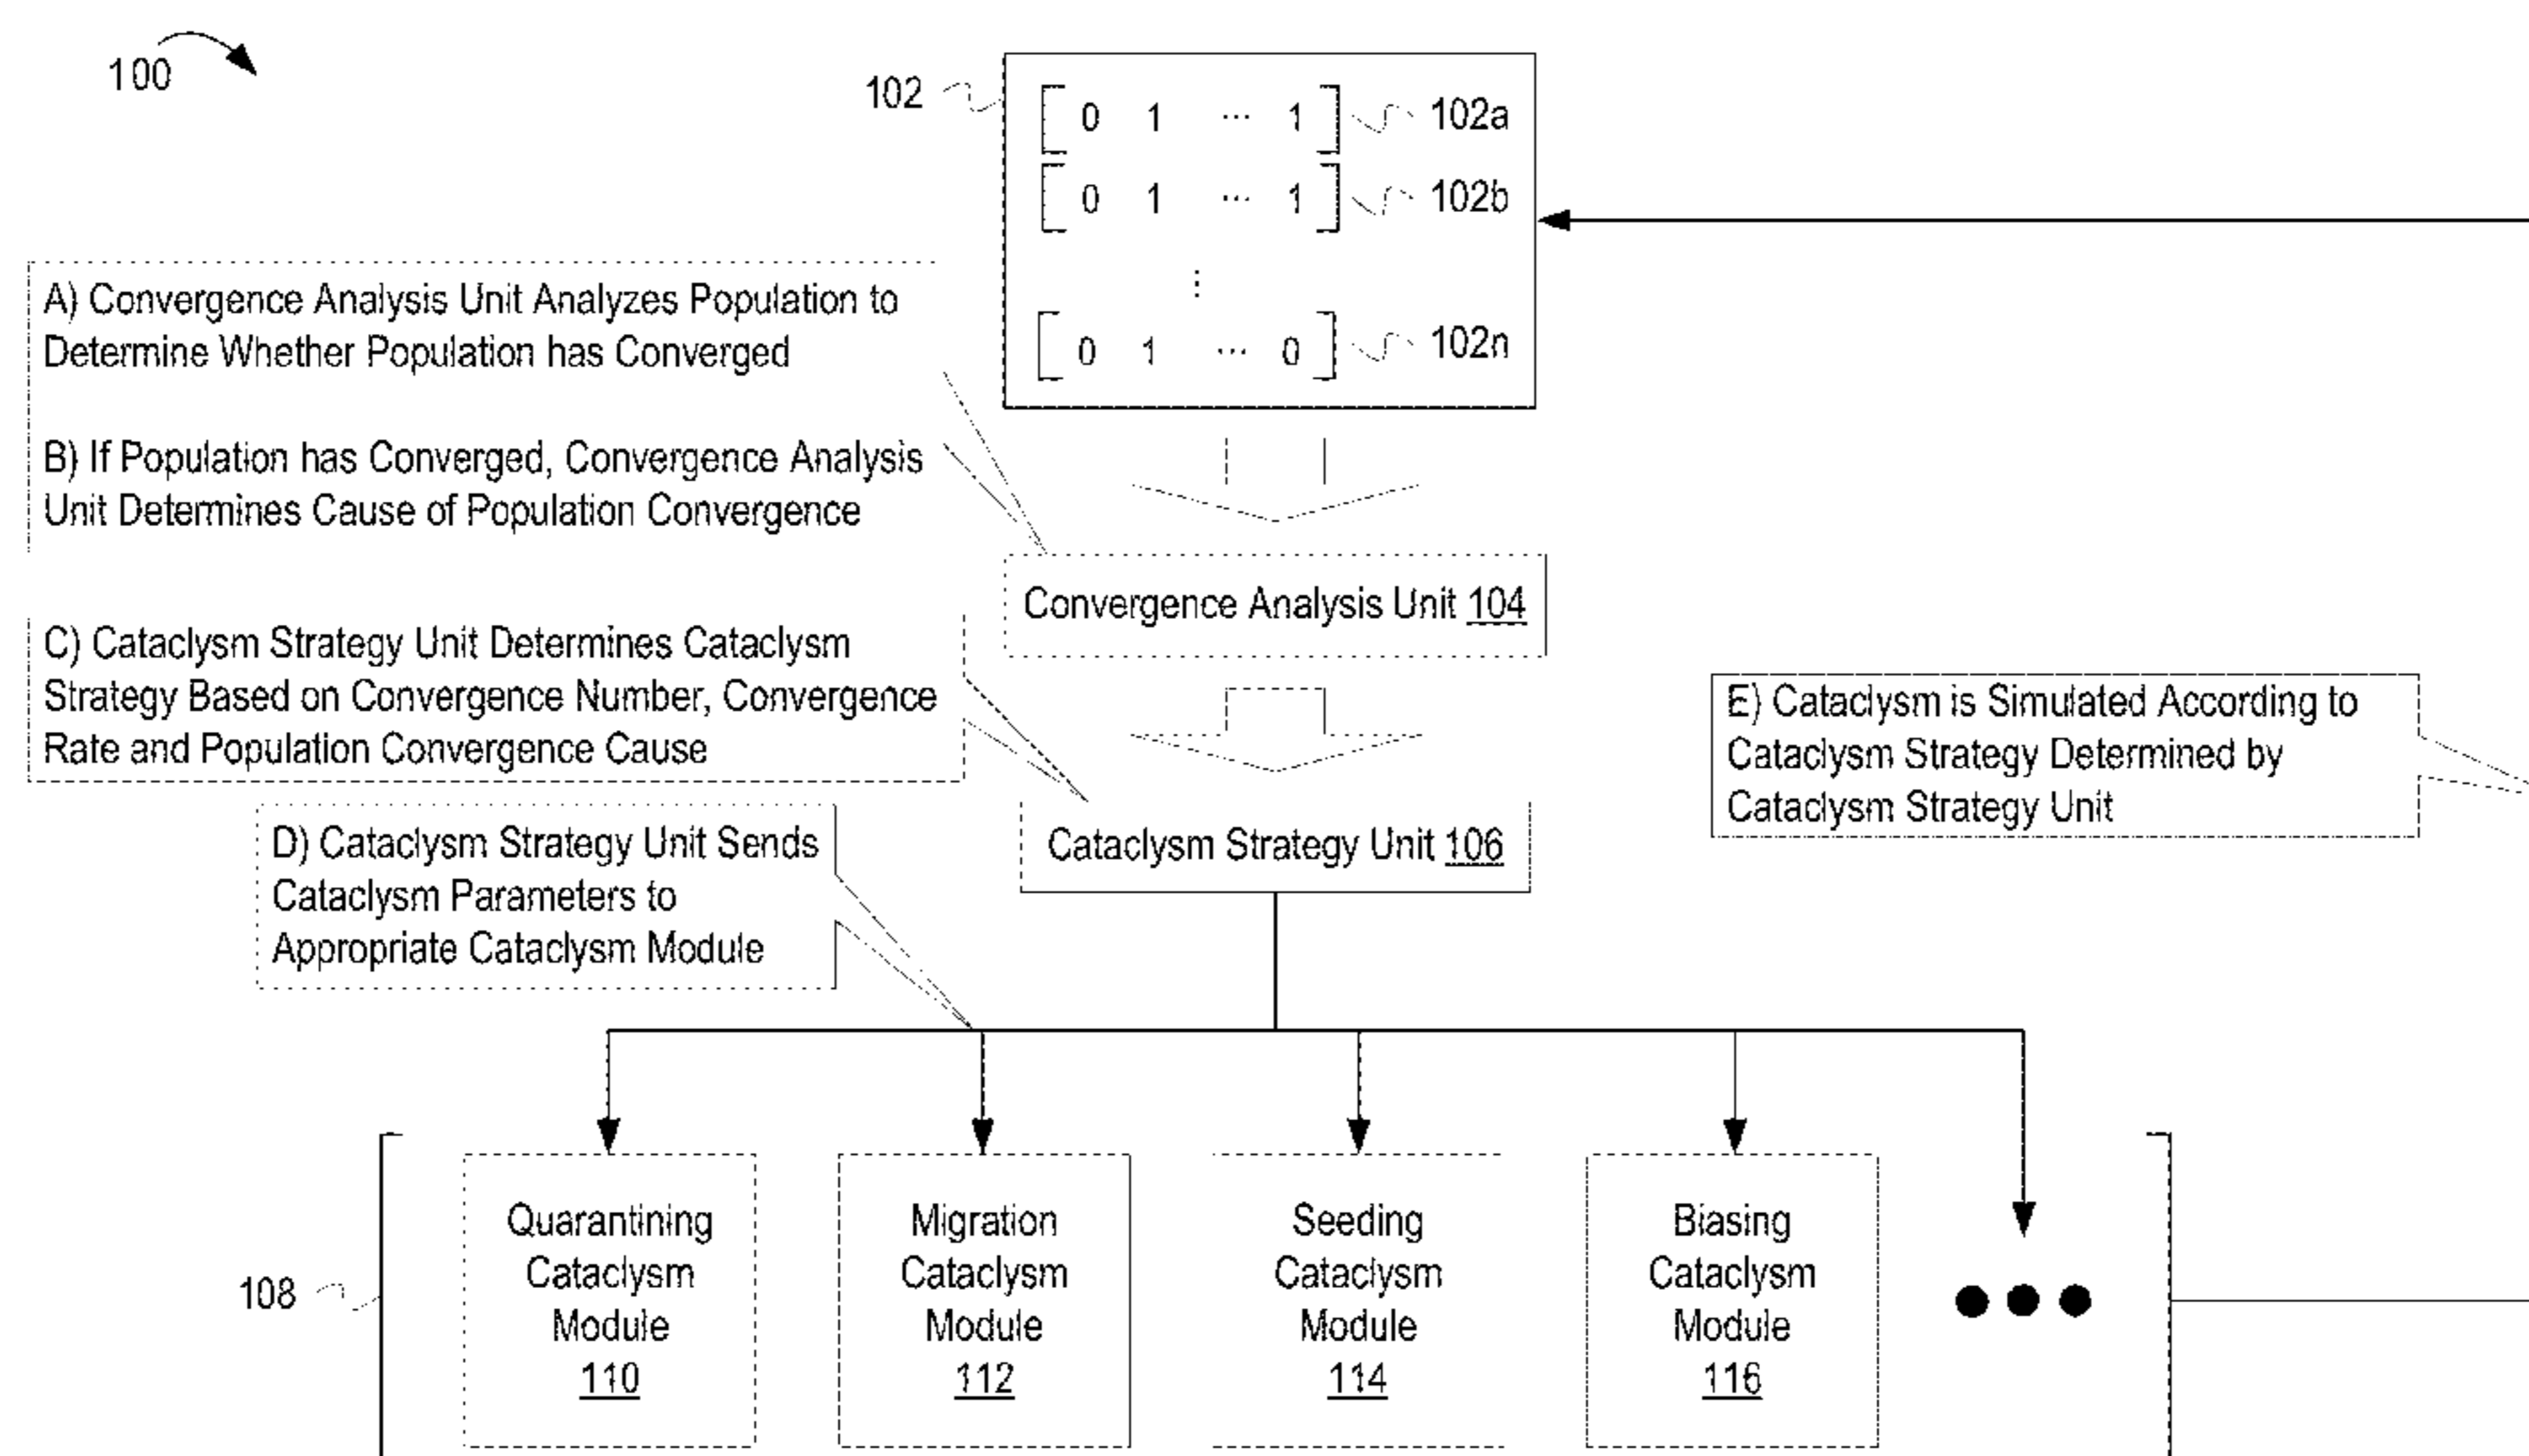 100
102
[ 0 1 ... 1 ] 102a
[ 0 1 ... 1 ] 102b
⋮
[ 0 1 ... 0 ] 102n
A) Convergence Analysis Unit Analyzes Population to
Determine Whether Population has Converged
B) If Population has Converged, Convergence Analysis
Unit Determines Cause of Population Convergence
Convergence Analysis Unit 104
C) Cataclysm Strategy Unit Determines Cataclysm
Strategy Based on Convergence Number, Convergence
Rate and Population Convergence Cause
E) Cataclysm is Simulated According to
Cataclysm Strategy Determined by
Cataclysm Strategy Unit
Cataclysm Strategy Unit 106
D) Cataclysm Strategy Unit Sends
Cataclysm Parameters to
Appropriate Cataclysm Module
108
Quarantining
Cataclysm
Module
110
Migration
Cataclysm
Module
112
Seeding
Cataclysm
Module
114
Biasing
Cataclysm
Module
116